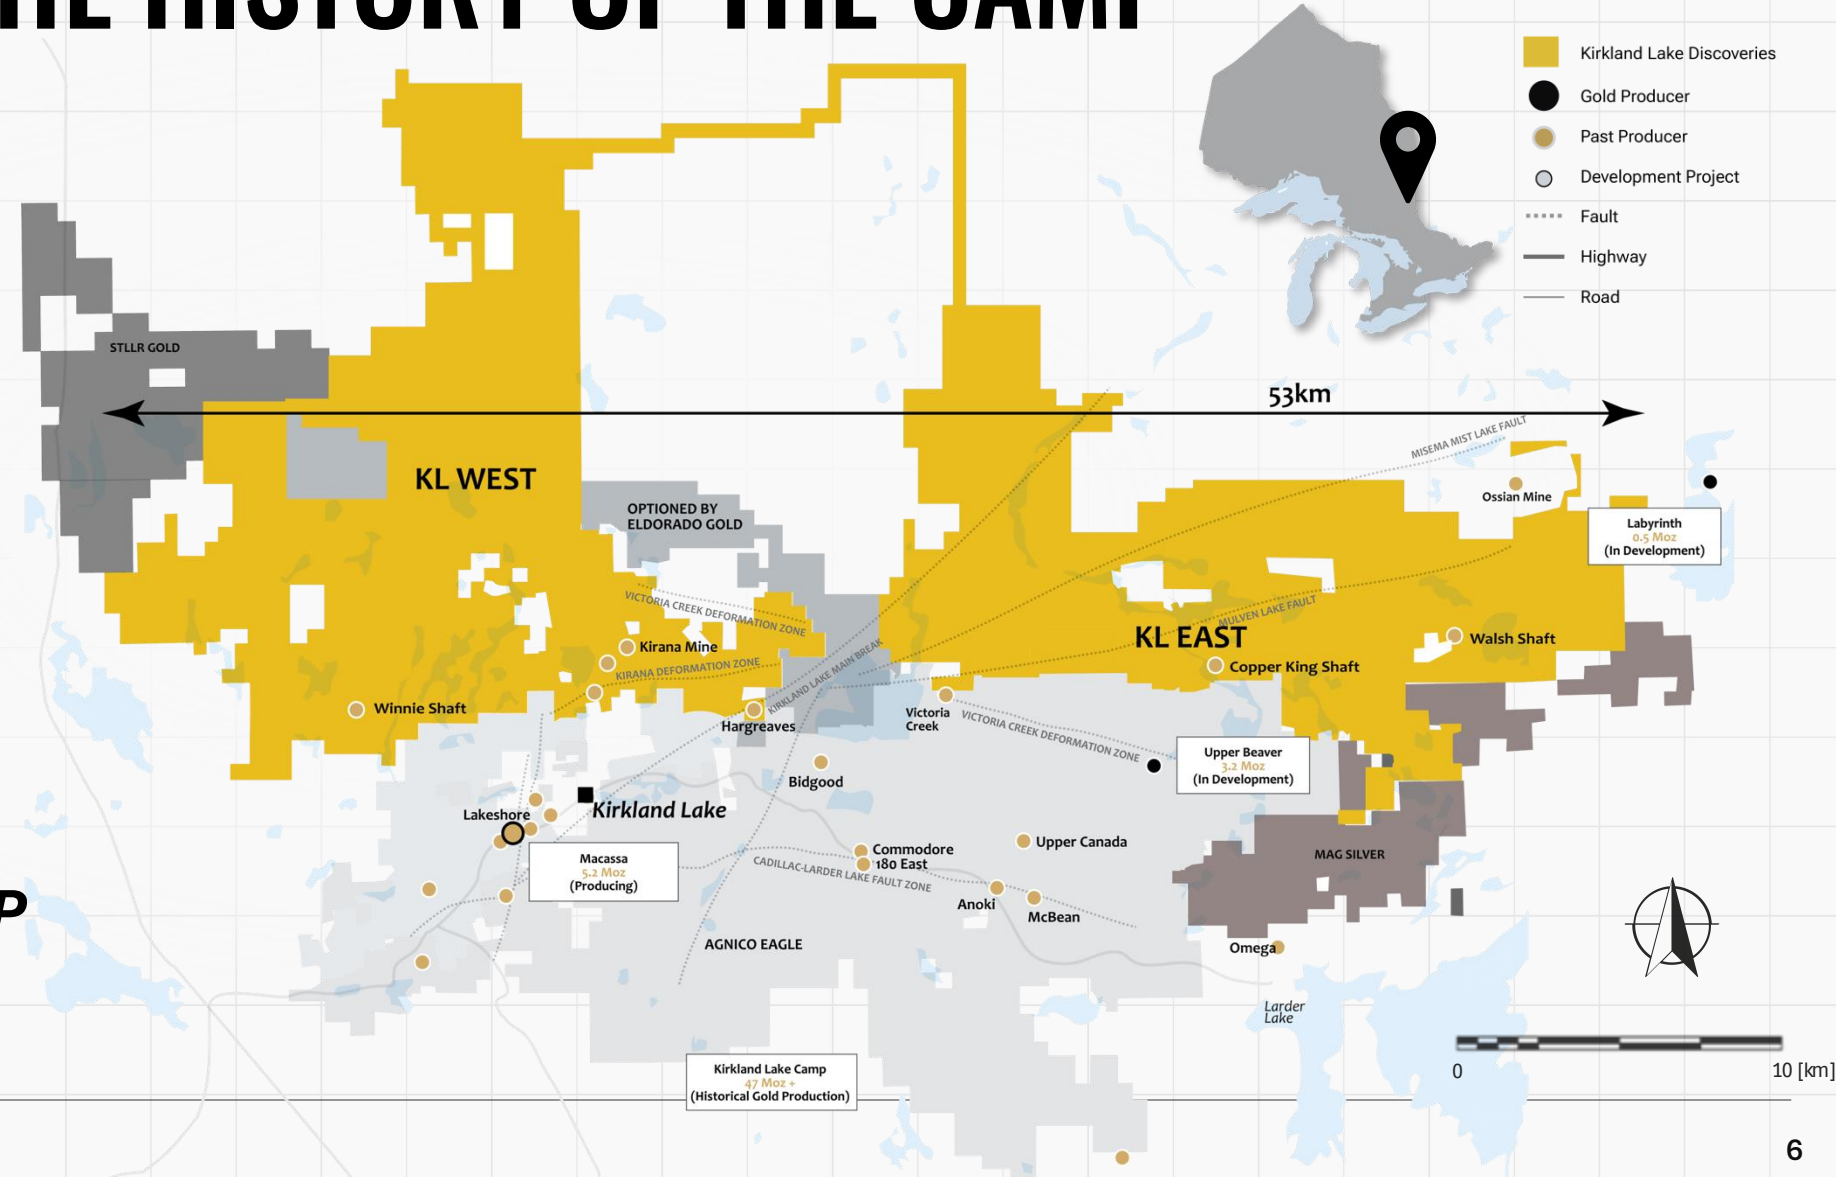 THE HISTORY OF THE CAMP
Kirkland Lake Discoveries
Gold Producer
Past Producer
Development Project
Fault
Highway
Road
STLLR GOLD
53km
MISEMA MIST LAKE FAULT
KL WEST
OPTIONED BY
ELDORADO GOLD
Ossian Mine
Labyrinth
0.5 Moz
(In Development)
VICTORIA CREEK DEFORMATION ZONE
MULVEN LAKE FAULT
KL EAST
Kirana Mine
Walsh Shaft
KIRANA DEFORMATION ZONE
KIRKLAND LAKE MAIN BREAK
Copper King Shaft
Winnie Shaft
Hargreaves
Victoria
Creek
VICTORIA CREEK DEFORMATION ZONE
Upper Beaver
3.2 Moz
(In Development)
Bidgood
Lakeshore
Kirkland Lake
Macassa
5.2 Moz
(Producing)
Commodore
180 East
Upper Canada
CADILLAC-LARDER LAKE FAULT ZONE
MAG SILVER
Anoki
McBean
P
AGNICO EAGLE
Omega
Larder
Lake
Kirkland Lake Camp
47 Moz +
(Historical Gold Production)
0
10 [km]
6